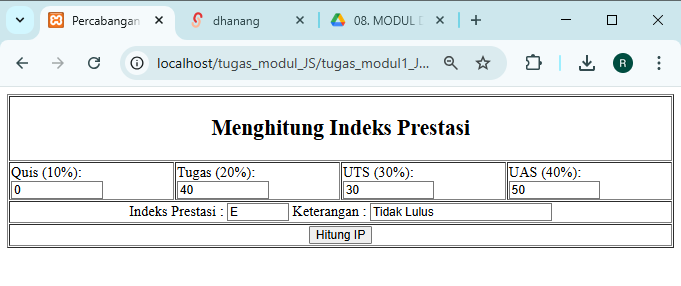 Percabangan
dhanang
08. MODUL D
localhost/tugas_modul_JS/tugas_modul1_J...
R
Menghitung Indeks Prestasi
Quis (10%): Tugas (20%): UTS (30%): UAS (40%):
0 40 30 50
Indeks Prestasi : E Keterangan : Tidak Lulus
Hitung IP